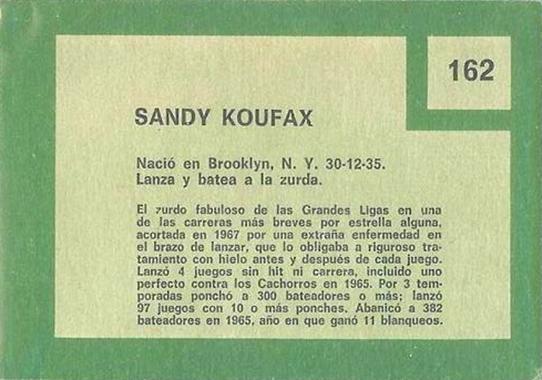 162
SANDY KOUFAX
Nació en Brooklyn, N. Y. 30-12-35.
Lanza y batea a la zurda.
El zurdo fabuloso de las Grandes Ligas en una
de las carreras más breves por estrella alguna,
acortada en 1967 por una extraña enfermedad en
el brazo de lanzar, que lo obligaba a riguroso tra-
tamiento con hielo antes y después de cada juego.
Lanzó 4 juegos sin hit ni carrera, incluido uno
perfecto contra los Cachorros en 1965. Por 3 tem-
poradas ponchó a 300 bateadores o más; lanzó
97 juegos con 10 o más ponches. Abanicó a 382
bateadores en 1965, año en que ganó 11 blanqueos.